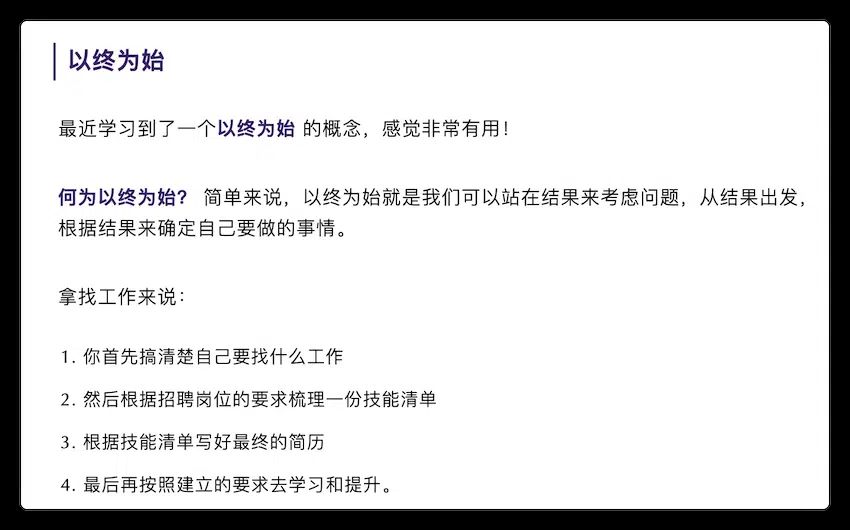 以终为始
最近学习到了一个以终为始 的概念，感觉非常有用！
何为以终为始？ 简单来说，以终为始就是我们可以站在结果来考虑问题，从结果出发，
根据结果来确定自己要做的事情。
拿找工作来说：
1. 你首先搞清楚自己要找什么工作
2. 然后根据招聘岗位的要求梳理一份技能清单
3. 根据技能清单写好最终的简历
4. 最后再按照建立的要求去学习和提升。